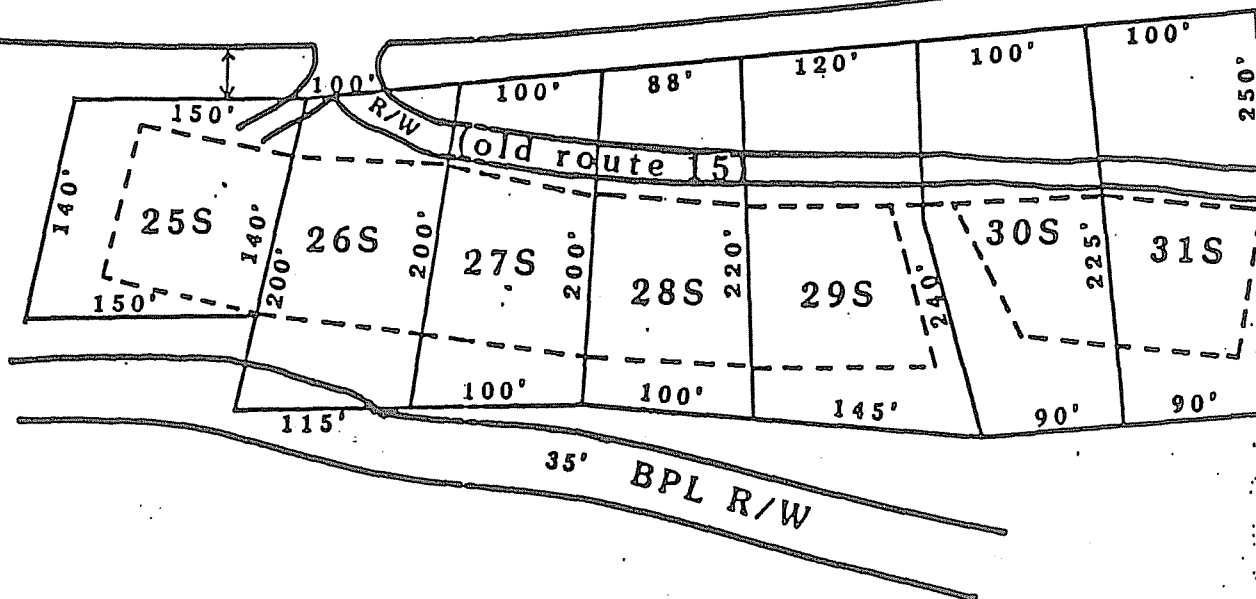 100'
100'
120'
88'
100'
100'
150'
R/W
(old route 15)
250'
140'
25S
140'
200'
26S
200'
27S
200'
28S
220'
29S
240'
30S
225'
31S
150'
115'
100'
100'
145'
90'
90'
35' BPL R/W